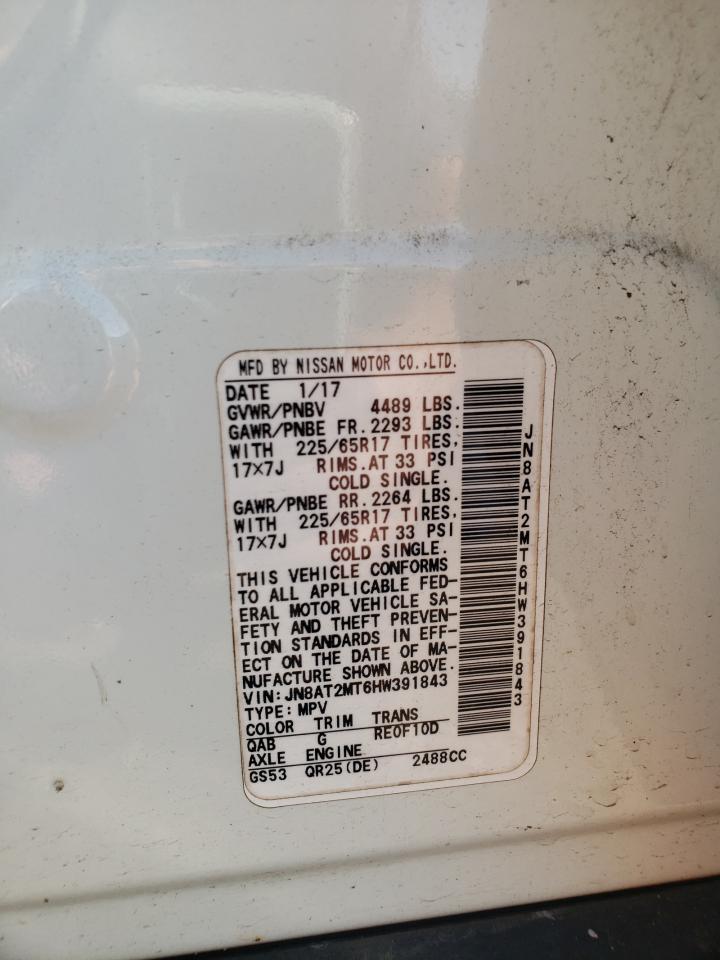 MFD BY NISSAN MOTOR CO.,LTD.
DATE 1/17
GVWR/PNBV 4489 LBS.
GAWR/PNBE FR. 2293 LBS.
WITH 225/65R17 TIRES,
17×7J RIMS.AT 33 PSI
COLD SINGLE.
GAWR/PNBE RR. 2264 LBS.
WITH 225/65R17 TIRES,
17×7J RIMS.AT 33 PSI
COLD SINGLE.
THIS VEHICLE CONFORMS
TO ALL APPLICABLE FED-
ERAL MOTOR VEHICLE SA-
FETY AND THEFT PREVEN-
TION STANDARDS IN EFF-
ECT ON THE DATE OF MA-
NUFACTURE SHOWN ABOVE.
VIN:JN8AT2MT6HW391843
TYPE:MPV
COLOR TRIM TRANS
QAB G RE0F10D
AXLE ENGINE
GS53 QR25(DE) 2488CC
JN8AT2MT6HW391843